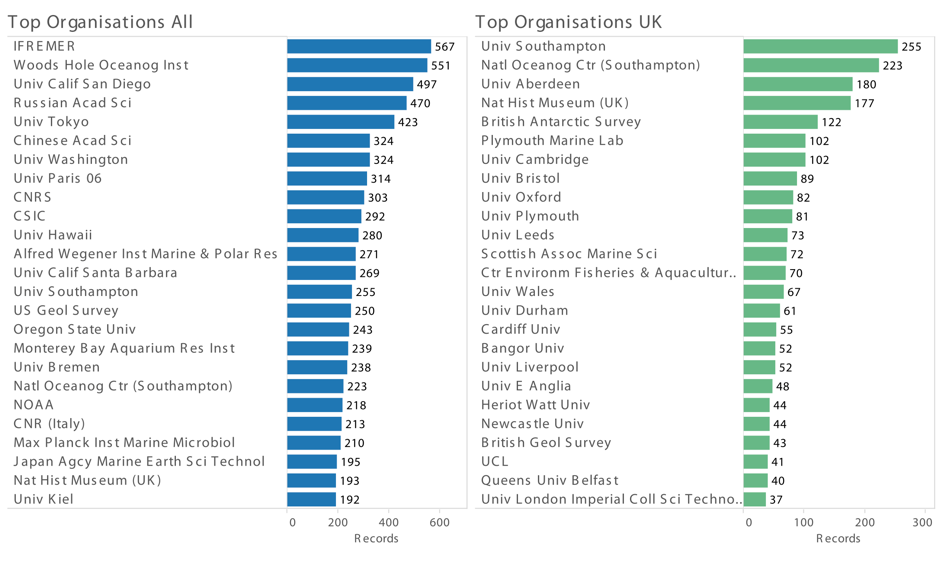 Top Organisations All
IFREMER 567
Woods Hole Oceanog Inst 551
Univ Calif San Diego 497
Russian Acad Sci 470
Univ Tokyo 423
Chinese Acad Sci 324
Univ Washington 324
Univ Paris 06 314
CNRS 303
CSIC 292
Univ Hawaii 280
Alfred Wegener Inst Marine & Polar Res 271
Univ Calif Santa Barbara 269
Univ Southampton 255
US Geol Survey 250
Oregon State Univ 243
Monterey Bay Aquarium Res Inst 239
Univ Bremen 238
Natl Oceanog Ctr (Southampton) 223
NOAA 218
CNR (Italy) 213
Max Planck Inst Marine Microbiol 210
Japan Agcy Marine Earth Sci Technol 195
Nat Hist Museum (UK) 193
Univ Kiel 192
0 200 400 600
Records
Top Organisations UK
Univ Southampton 255
Natl Oceanog Ctr (Southampton) 223
Univ Aberdeen 180
Nat Hist Museum (UK) 177
British Antarctic Survey 122
Plymouth Marine Lab 102
Univ Cambridge 102
Univ Bristol 89
Univ Oxford 82
Univ Plymouth 81
Univ Leeds 73
Scottish Assoc Marine Sci 72
Ctr Environm Fisheries & Aquacultur.. 70
Univ Wales 67
Univ Durham 61
Cardiff Univ 55
Bangor Univ 52
Univ Liverpool 52
Univ E Anglia 48
Heriot Watt Univ 44
Newcastle Univ 44
British Geol Survey 43
UCL 41
Queens Univ Belfast 40
Univ London Imperial Coll Sci Techno.. 37
0 100 200 300
Records